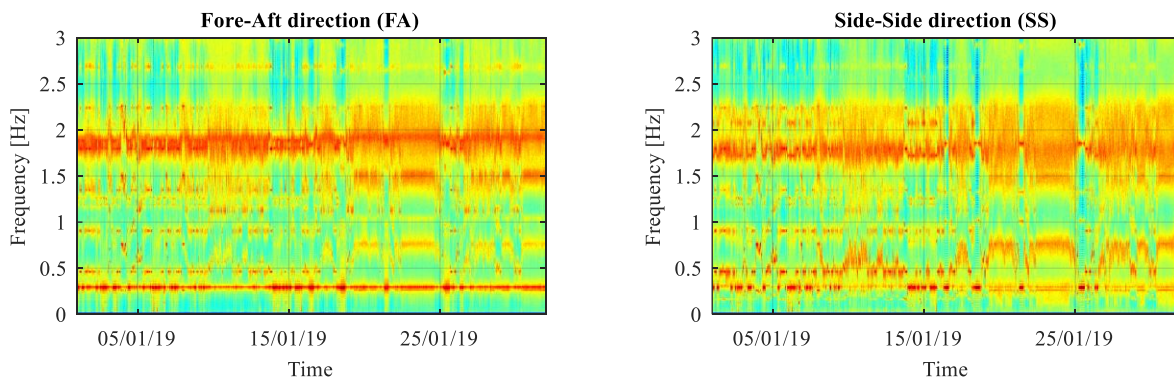 Fore-Aft direction (FA)
3
2.5
2
1.5
1
0.5
0
Frequency [Hz]
05/01/19 15/01/19 25/01/19
Time
Side-Side direction (SS)
3
2.5
2
1.5
1
0.5
0
Frequency [Hz]
05/01/19 15/01/19 25/01/19
Time